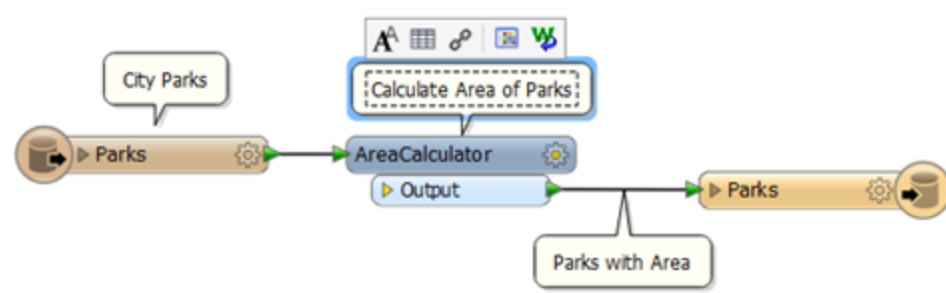 City Parks
Calculate Area of Parks
Parks
AreaCalculator
Output
Parks
Parks with Area